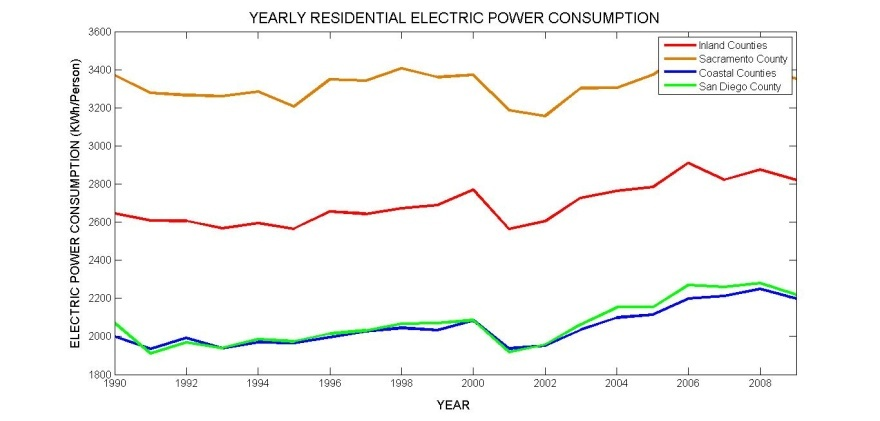 YEARLY RESIDENTIAL ELECTRIC POWER CONSUMPTION
3600
3400
3200
3000
2800
2600
2400
2200
2000
1800
ELECTRIC POWER CONSUMPTION (KWh/Person)
Inland Counties
Sacramento County
Coastal Counties
San Diego County
1990 1992 1994 1996 1998 2000 2002 2004 2006 2008
YEAR